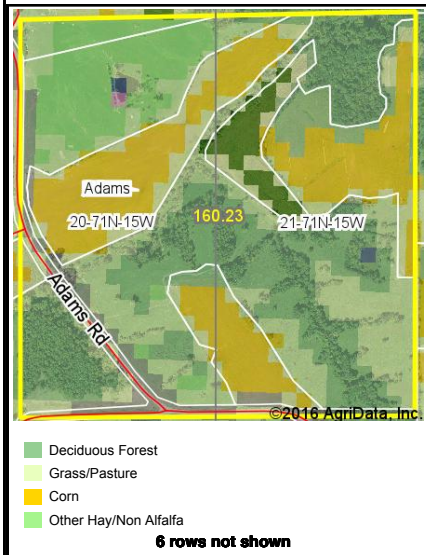 Adams
20-71N-15W
160.23
21-71N-15W
Adams Rd
©2016 AgriData, Inc.
Deciduous Forest
Grass/Pasture
Corn
Other Hay/Non Alfalfa
6 rows not shown